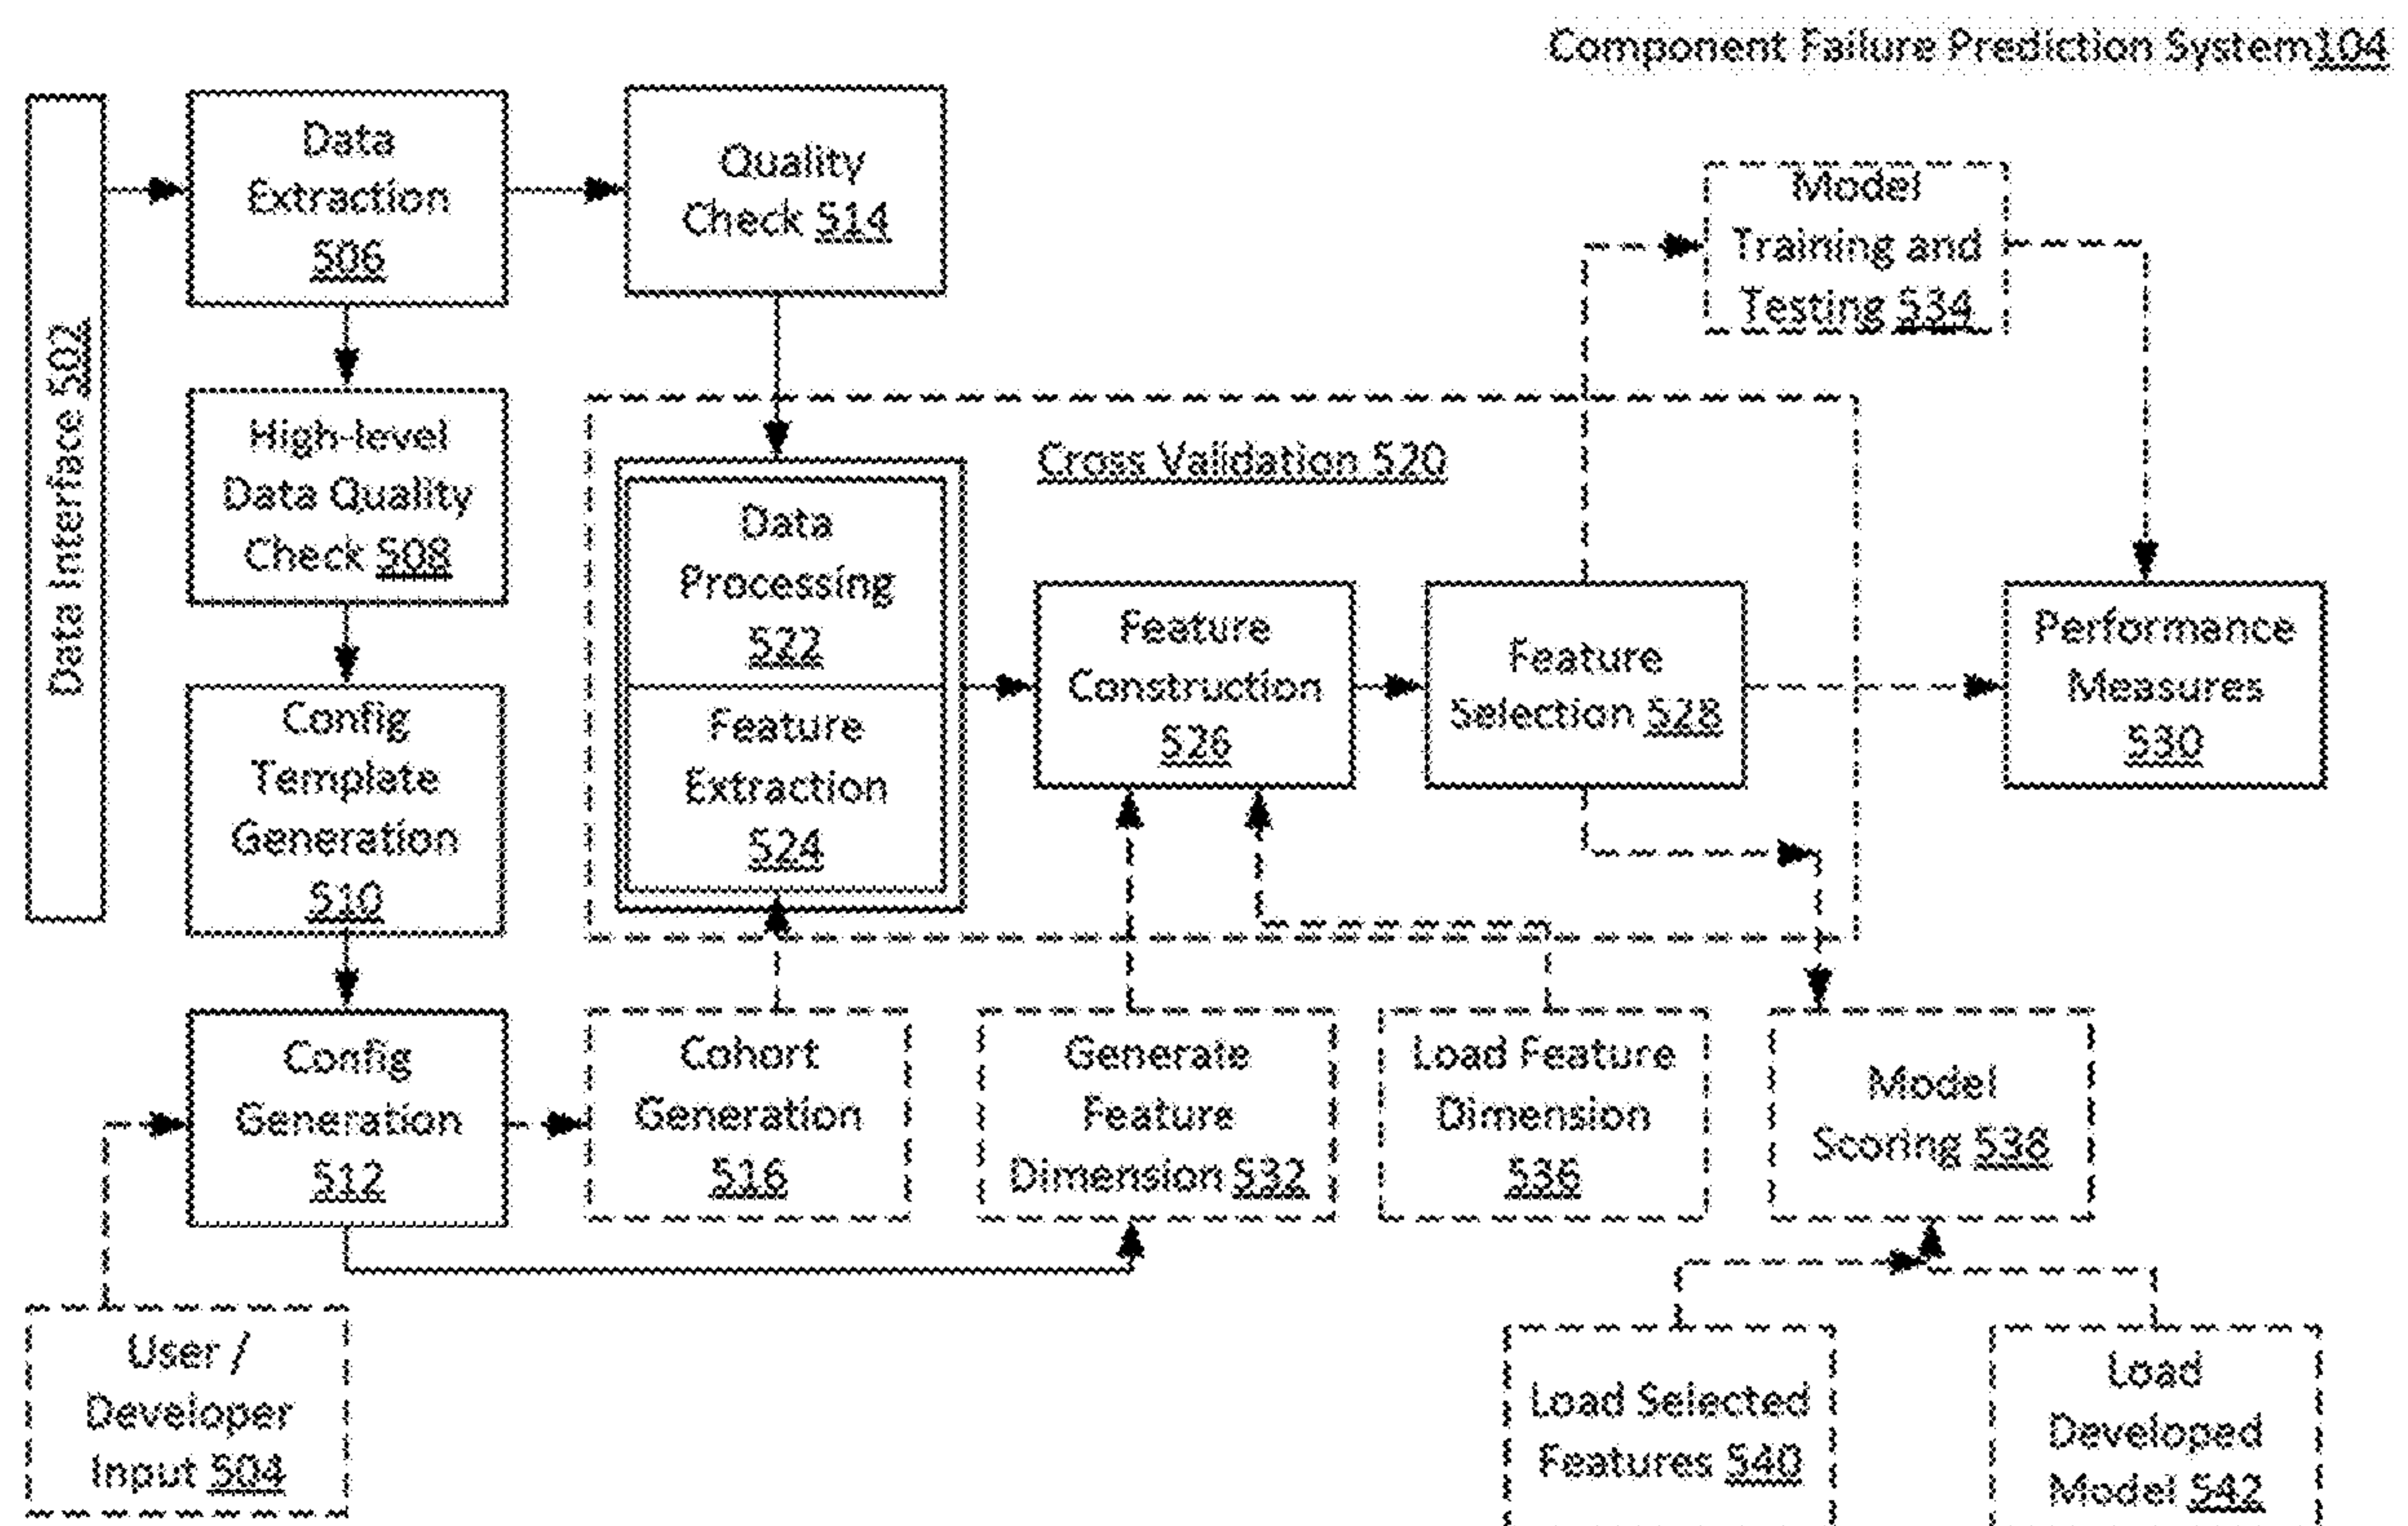 Component Failure Prediction System104
Data Interface 502
Data
Extraction
506
Quality
Check 514
Model
Training and
Testing 534
High-level
Data Quality
Check 508
Cross Validation 520
Data
Processing
522
Feature
Extraction
524
Feature
Construction
526
Feature
Selection 528
Performance
Measures
530
Config
Template
Generation
510
Config
Generation
512
Cohort
Generation
516
Generate
Feature
Dimension 532
Load Feature
Dimension
536
Model
Scoring 538
User /
Developer
Input 504
Load Selected
Features 540
Load
Developed
Model 542